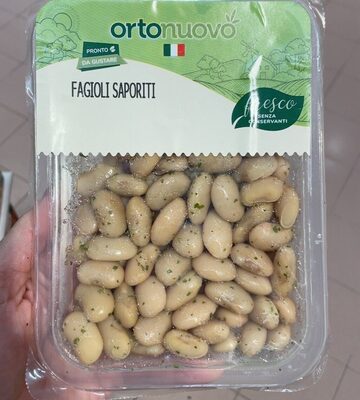 ortonuovo
PRONTO
DA GUSTARE
FAGIOLI SAPORITI
fresco
SENZA
CONSERVANTI